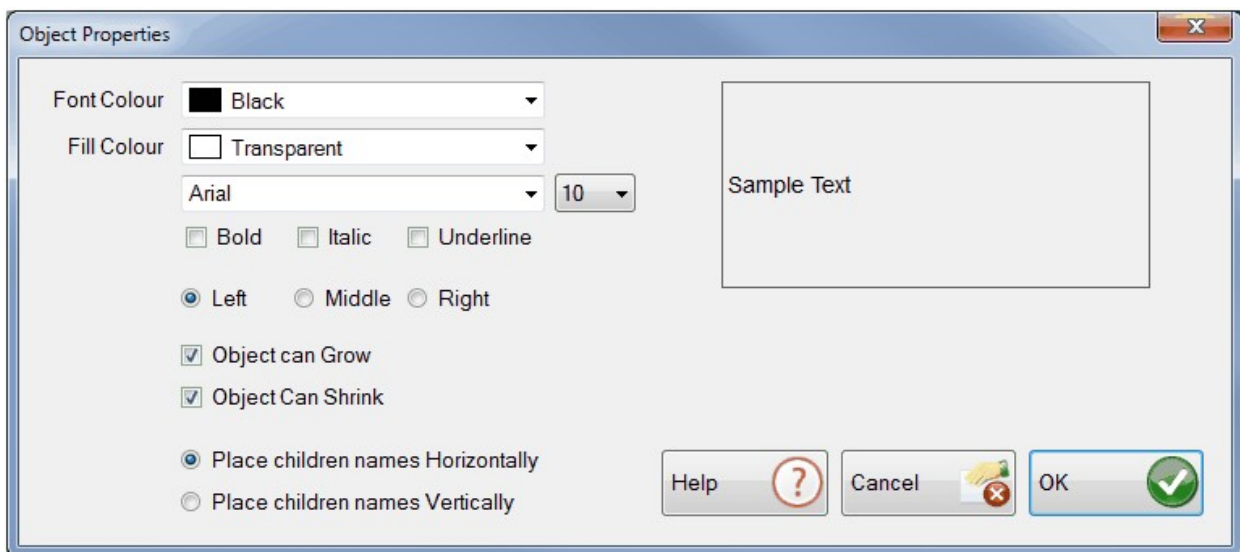 Object Properties
Font Colour Black
Fill Colour Transparent
Arial 10
Bold Italic Underline
Left Middle Right
Object can Grow
Object Can Shrink
Place children names Horizontally
Place children names Vertically
Sample Text
Help Cancel OK